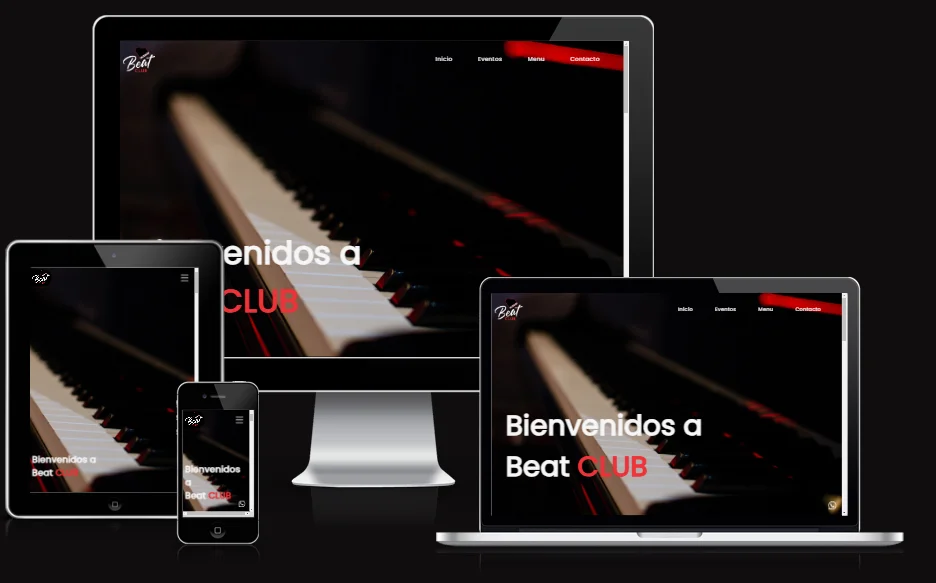 Beat
CLUB
Inicio
Eventos
Menu
Contacto
enidos a
CLUB
Beat
Bienvenidos a
Beat CLUB
Beat
Bienvenidos
a
Beat CLUB
Beat
CLUB
Inicio
Eventos
Menu
Contacto
Bienvenidos a
Beat CLUB